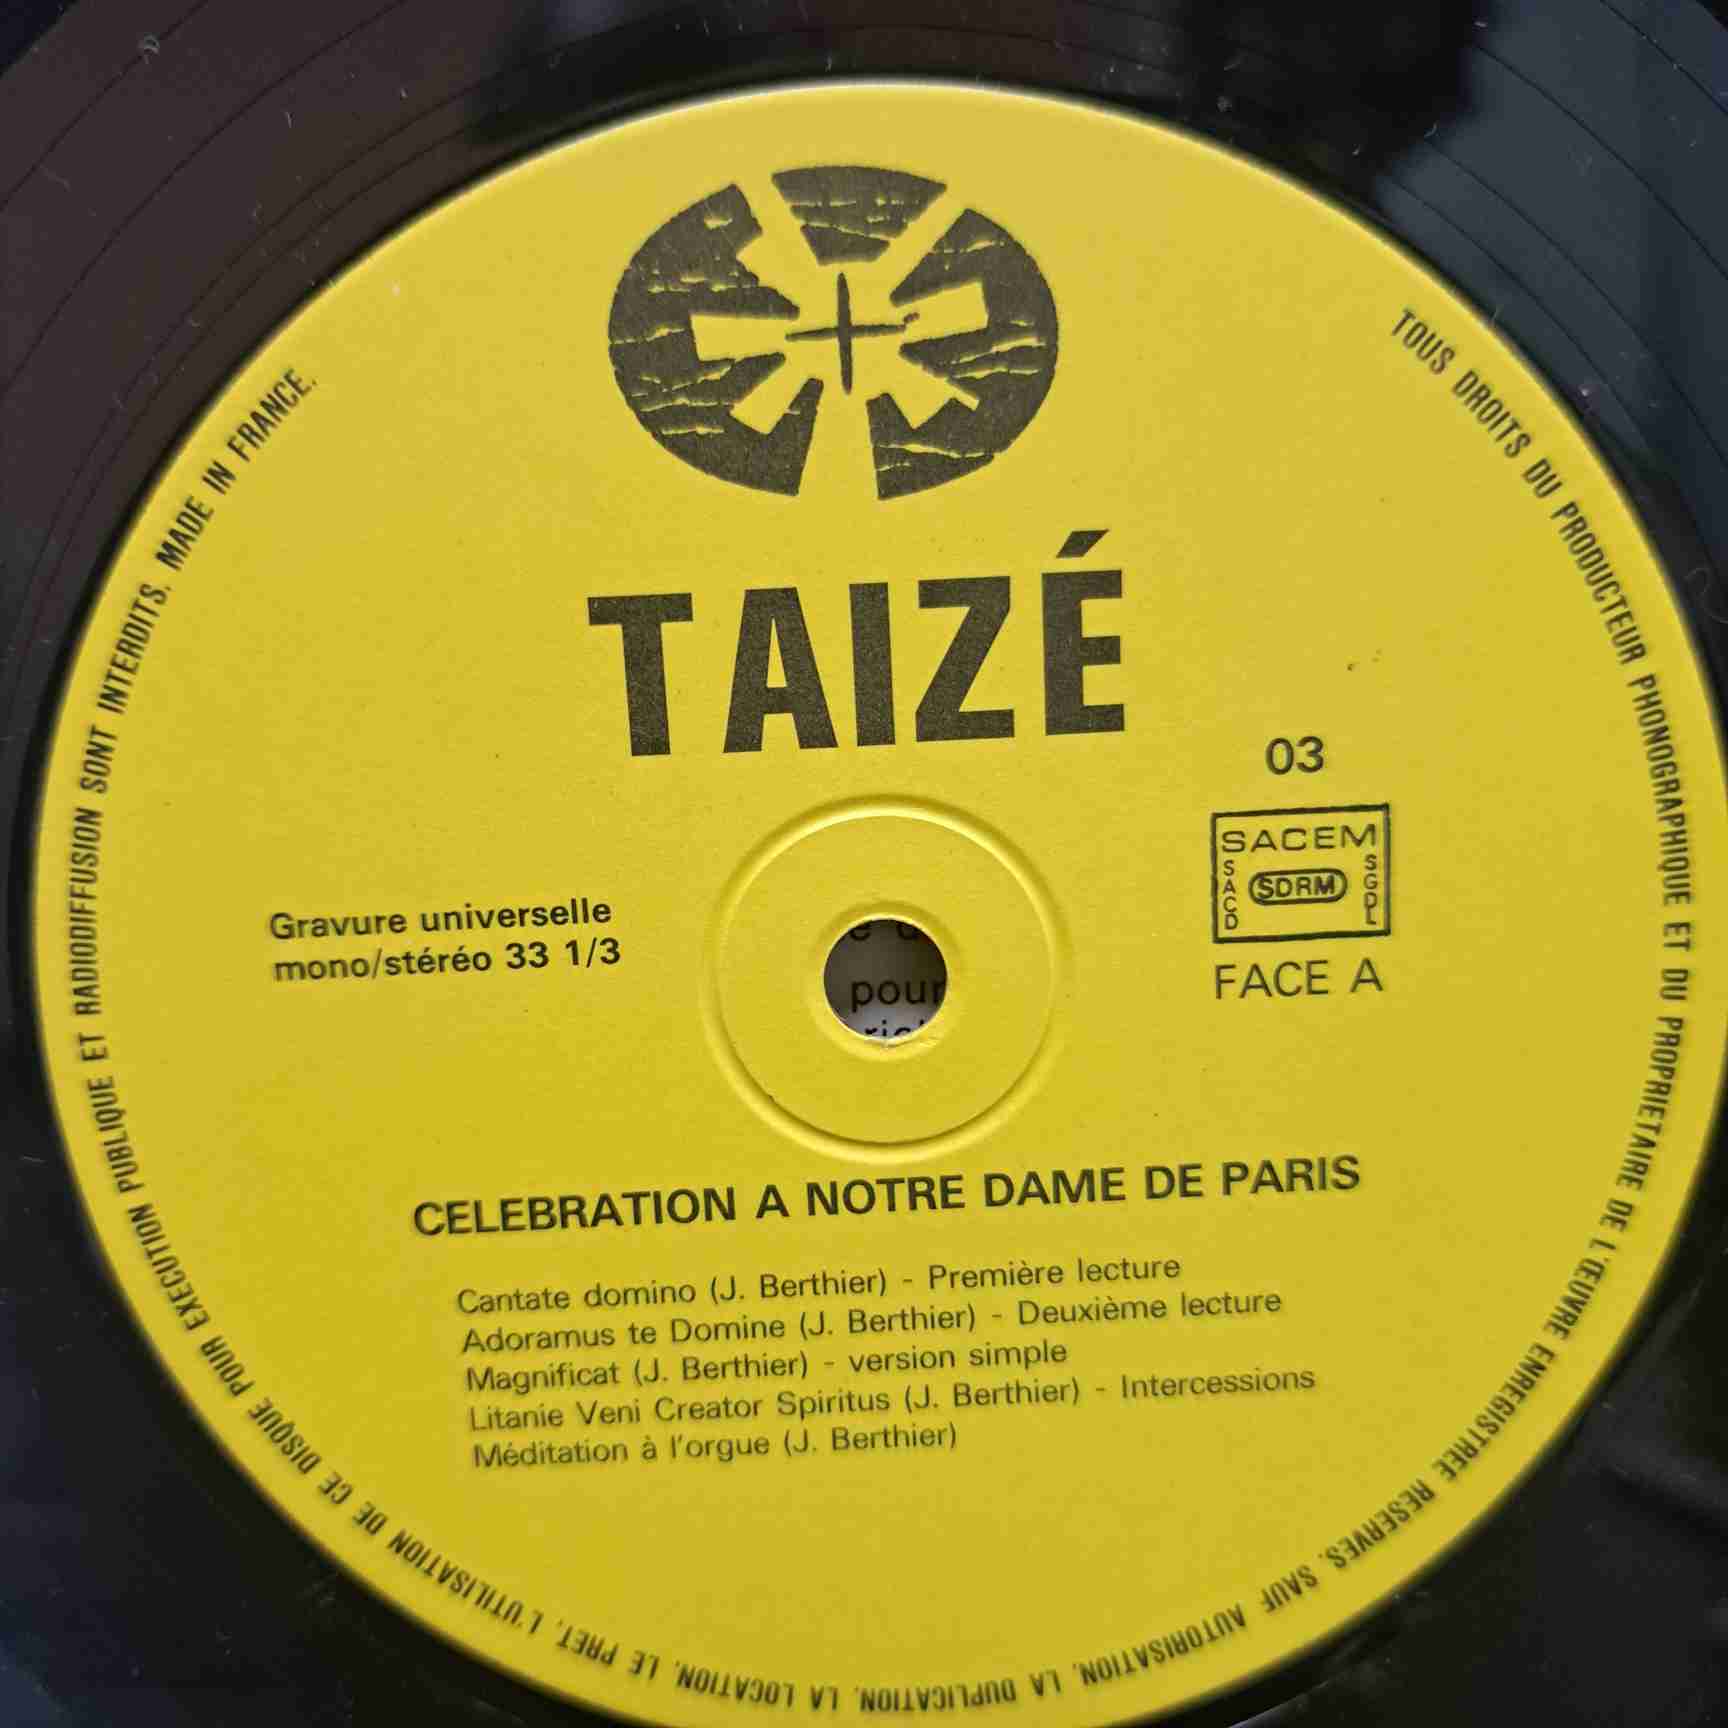 TAIZÉ
03
SACEM
SACD
SDRM
SGDL
FACE A
Gravure universelle
mono/stéréo 33 1/3
pour
CELEBRATION A NOTRE DAME DE PARIS
Cantate domino (J. Berthier) - Première lecture
Adoramus te Domine (J. Berthier) - Deuxième lecture
Magnificat (J. Berthier) - version simple
Litanie Veni Creator Spiritus (J. Berthier) - Intercessions
Méditation à l'orgue (J. Berthier)
TOUS DROITS DU PRODUCTEUR PHONOGRAPHIQUE ET DU PROPRIETAIRE DE L'ŒUVRE ENREGISTREE RESERVES. SAUF AUTORISATION, LA DUPLICATION, LA LOCATION, LE PRET, L'UTILISATION DE CE DISQUE POUR EXECUTION PUBLIQUE ET RADIODIFFUSION SONT INTERDITS. MADE IN FRANCE.